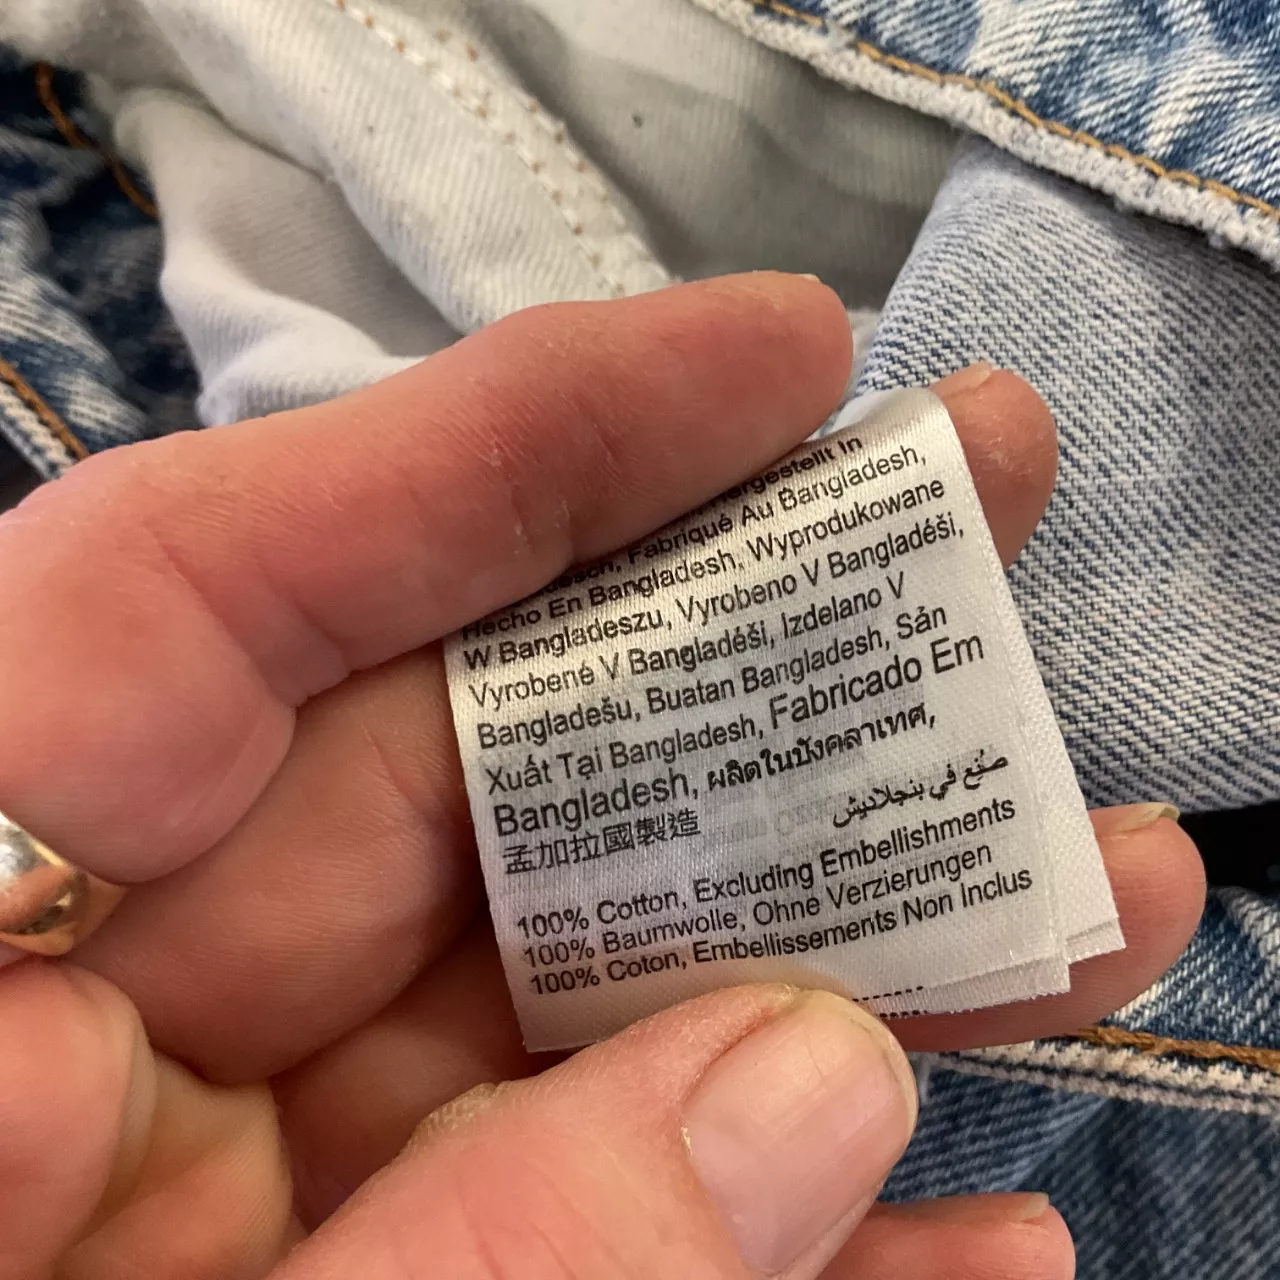 Hergestellt In
Fabriqué Au Bangladesh,
Hecho En Bangladesh, Wyprodukowane
W Bangladeszu, Vyrobeno V Bangladéši,
Vyrobené V Bangladéši, Izdelano V
Bangladešu, Buatan Bangladesh, Sản
Xuất Tại Bangladesh, Fabricado Em
Bangladesh, ผลิตในบังคลาเทศ,
صُنِع في بنجلاديش
孟加拉國製造
100% Cotton, Excluding Embellishments
100% Baumwolle, Ohne Verzierungen
100% Coton, Embellissements Non Inclus